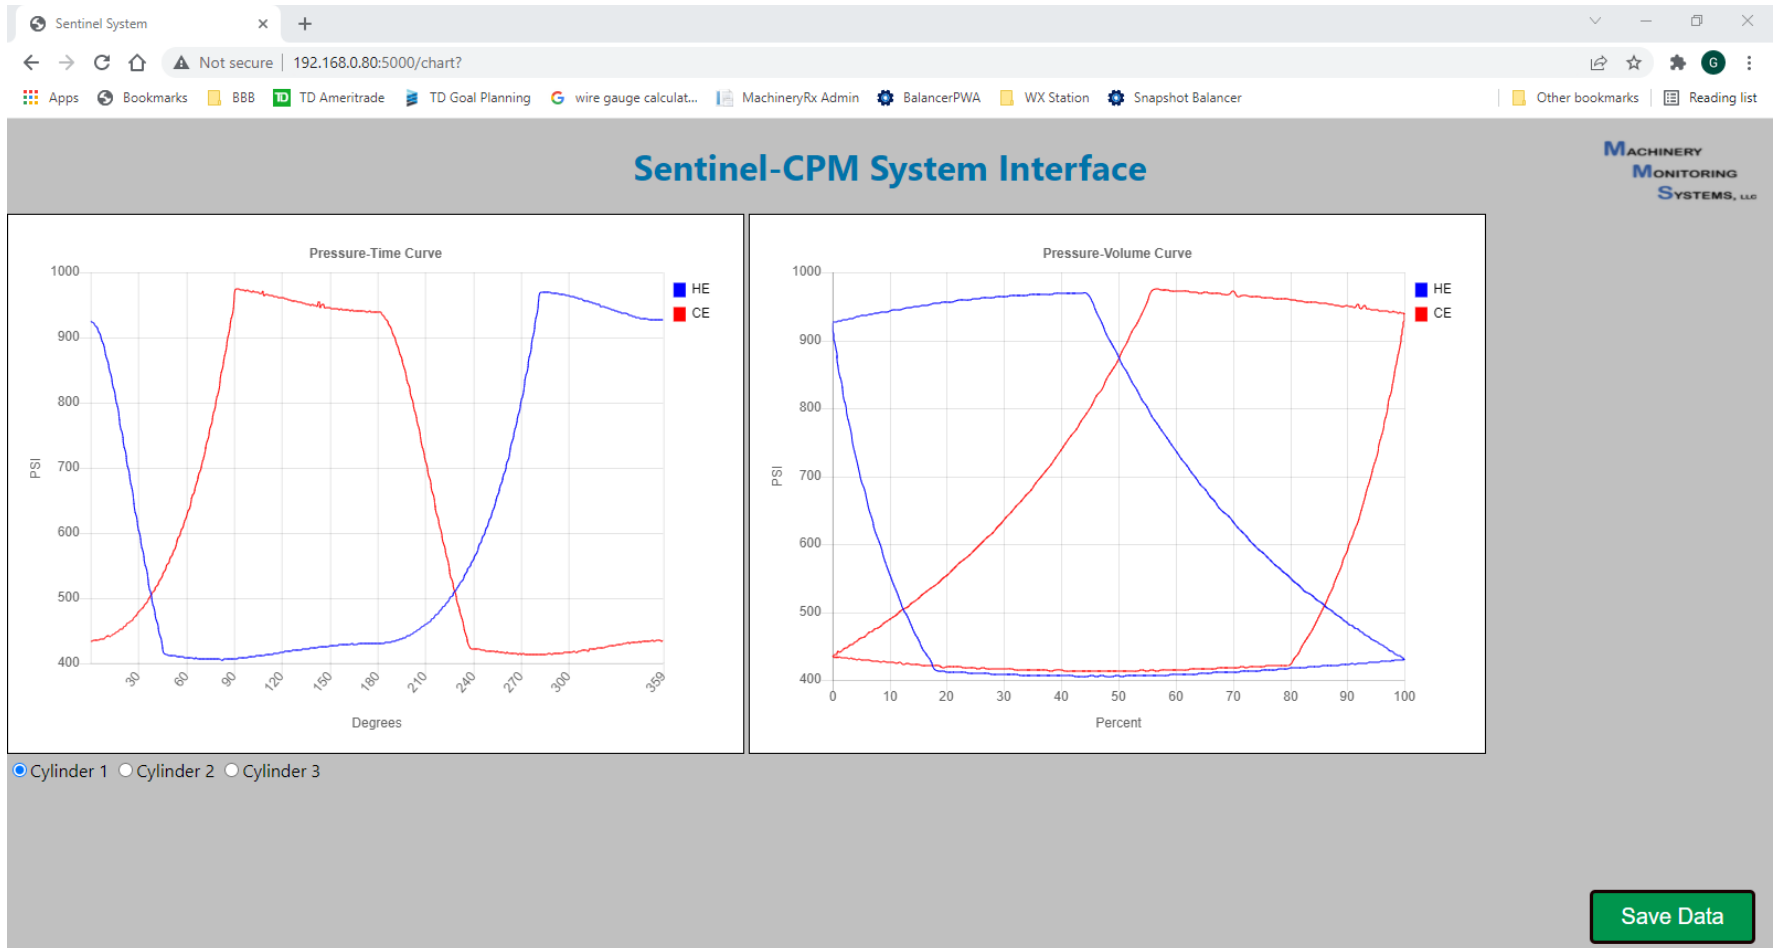 Sentinel System
Not secure | 192.168.0.80:5000/chart?
G
Apps Bookmarks BBB TD TD Ameritrade TD Goal Planning G wire gauge calculat... MachineryRx Admin BalancerPWA WX Station Snapshot Balancer Other bookmarks Reading list
Sentinel-CPM System Interface
MACHINERY
MONITORING
SYSTEMS, LLC
Pressure-Time Curve
HE
CE
1000
900
800
700
600
500
400
PSI
30 60 90 120 150 180 210 240 270 300 359
Degrees
Pressure-Volume Curve
HE
CE
1000
900
800
700
600
500
400
PSI
0 10 20 30 40 50 60 70 80 90 100
Percent
Cylinder 1 Cylinder 2 Cylinder 3
Save Data